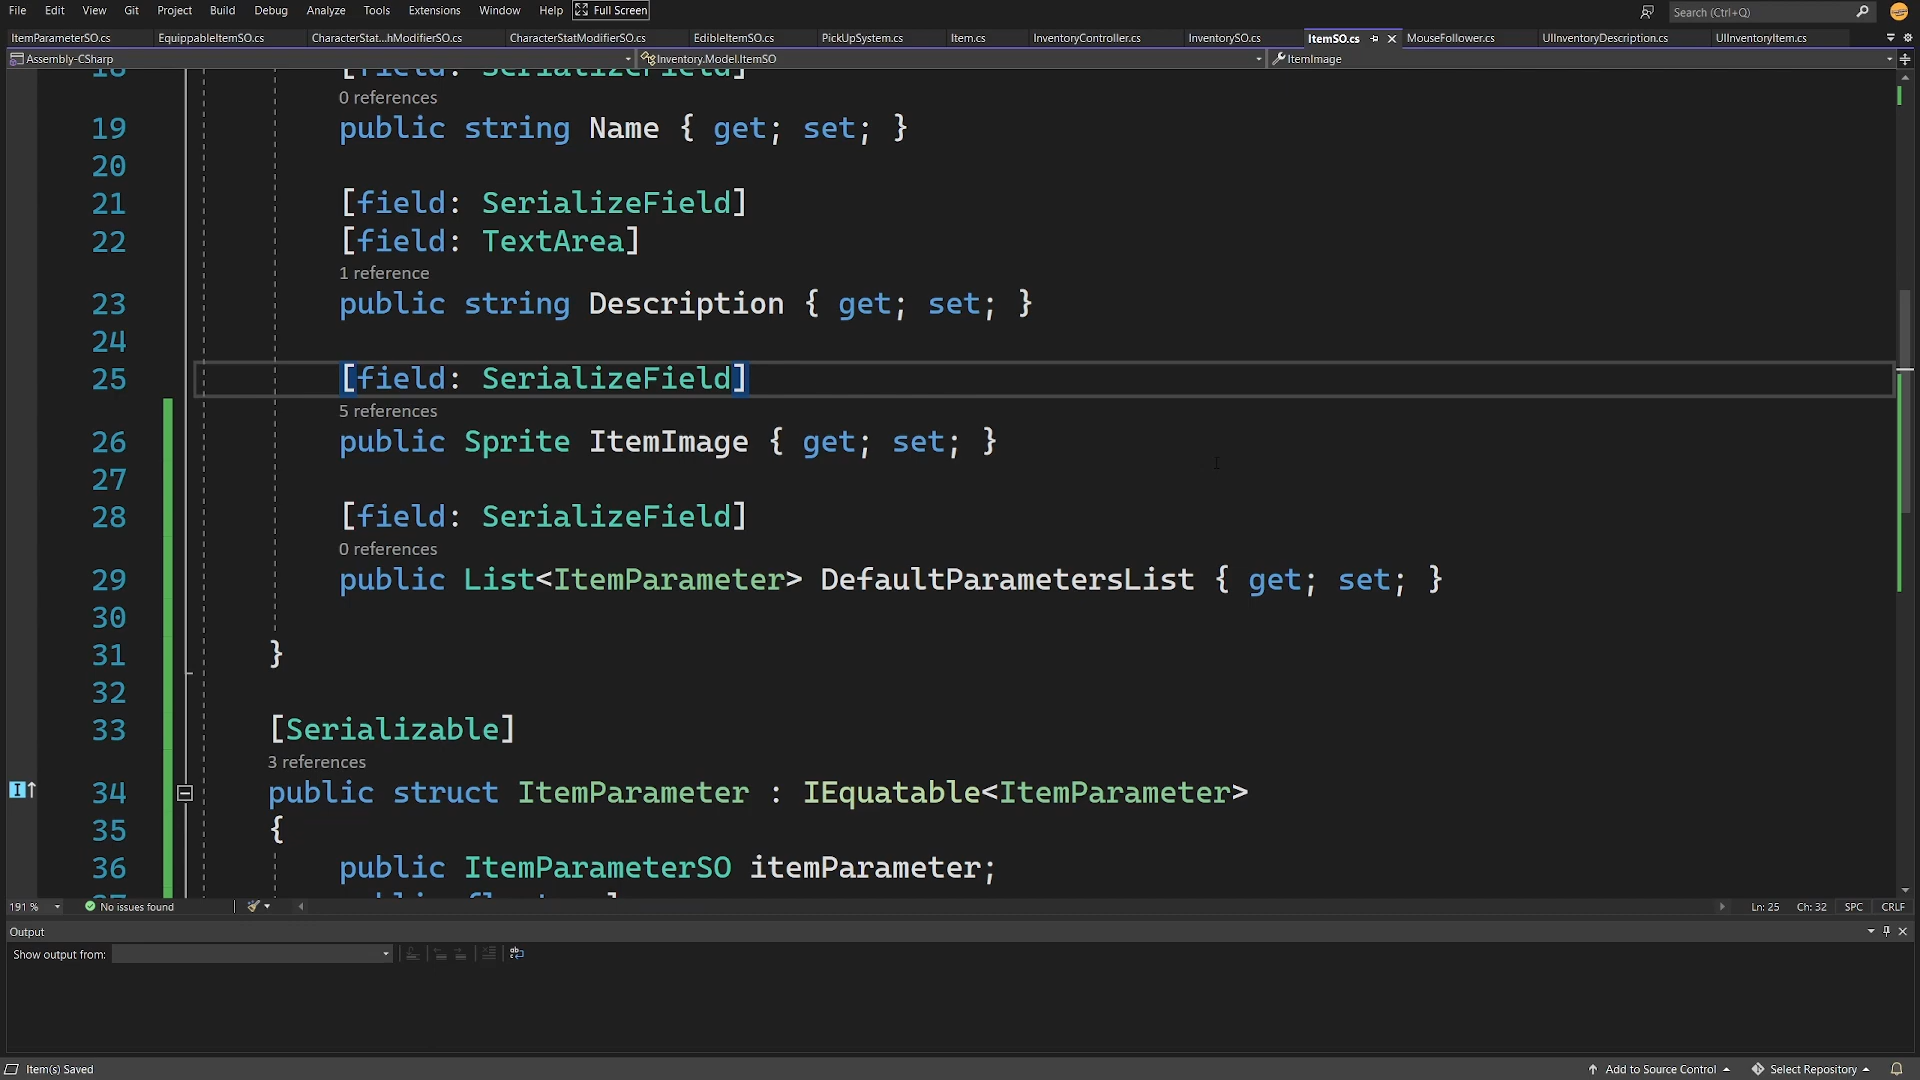 File Edit View Git Project Build Debug Analyze Tools Extensions Window Help Full Screen Search (Ctrl+Q)
ItemParameterSO.cs EquippableItemSO.cs CharacterStat...hModifierSO.cs CharacterStatModifierSO.cs EdibleItemSO.cs PickUpSystem.cs Item.cs InventoryController.cs InventorySO.cs ItemSO.cs MouseFollower.cs UIInventoryDescription.cs UIInventoryItem.cs
Assembly-CSharp Inventory.Model.ItemSO ItemImage
18 [field: SerializeField]
0 references
19 public string Name { get; set; }
20
21 [field: SerializeField]
22 [field: TextArea]
1 reference
23 public string Description { get; set; }
24
25 [field: SerializeField]
5 references
26 public Sprite ItemImage { get; set; }
27
28 [field: SerializeField]
0 references
29 public List<ItemParameter> DefaultParametersList { get; set; }
30
31 }
32
33 [Serializable]
3 references
34 public struct ItemParameter : IEquatable<ItemParameter>
35 {
36 public ItemParameterSO itemParameter;
191 % No issues found Ln: 25 Ch: 32 SPC CRLF
Output
Show output from:
Item(s) Saved Add to Source Control Select Repository